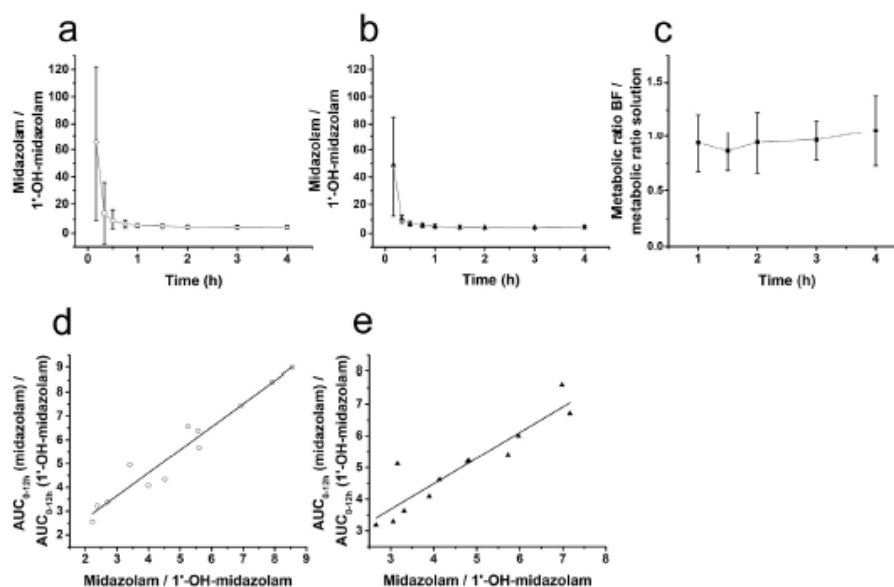 a
b
c
120
100
80
60
40
20
0
Midazolam /
1'-OH-midazolam
0 1 2 3 4
Time (h)
120
100
80
60
40
20
0
Midazolam /
1'-OH-midazolam
0 1 2 3 4
Time (h)
1.5
1.0
0.5
0.0
Metabolic ratio BF /
metabolic ratio solution
1 2 3 4
Time (h)
d
e
9
8
7
6
5
4
3
2
AUC0-12h (midazolam) /
AUC0-12h (1'-OH-midazolam)
2 3 4 5 6 7 8 9
Midazolam / 1'-OH-midazolam
8
7
6
5
4
3
AUC0-12h (midazolam) /
AUC0-12h (1'-OH-midazolam)
3 4 5 6 7 8
Midazolam / 1'-OH-midazolam